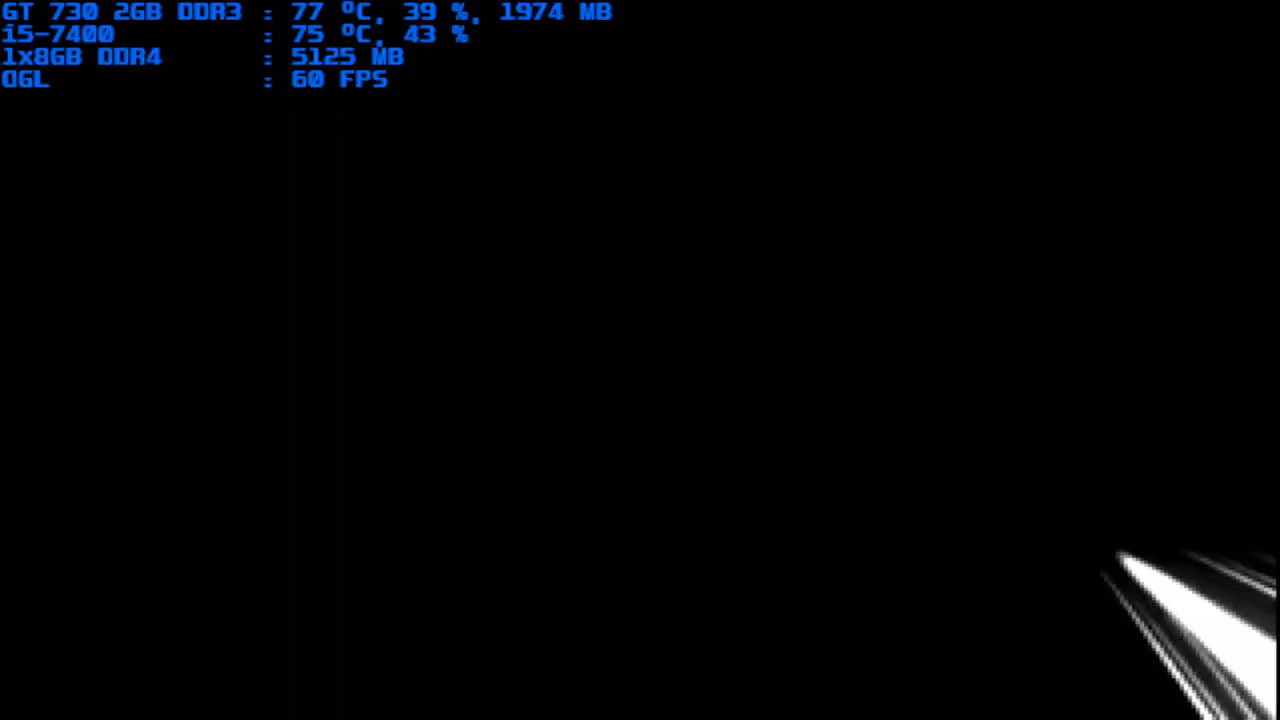 GT 730 2GB DDR3 : 77 ºC, 39 %, 1974 MB
i5-7400 : 75 ºC, 43 %
1x8GB DDR4 : 5125 MB
OGL : 60 FPS